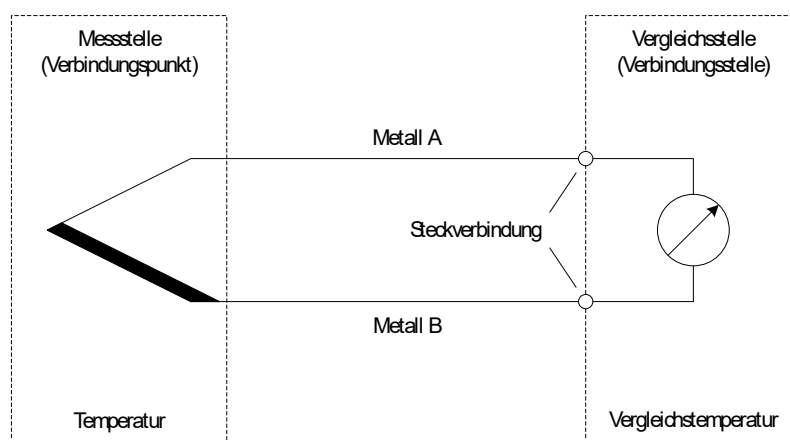 Messstelle
(Verbindungspunkt)
Vergleichsstelle
(Verbindungsstelle)
Metall A
Steckverbindung
Metall B
Temperatur
Vergleichstemperatur